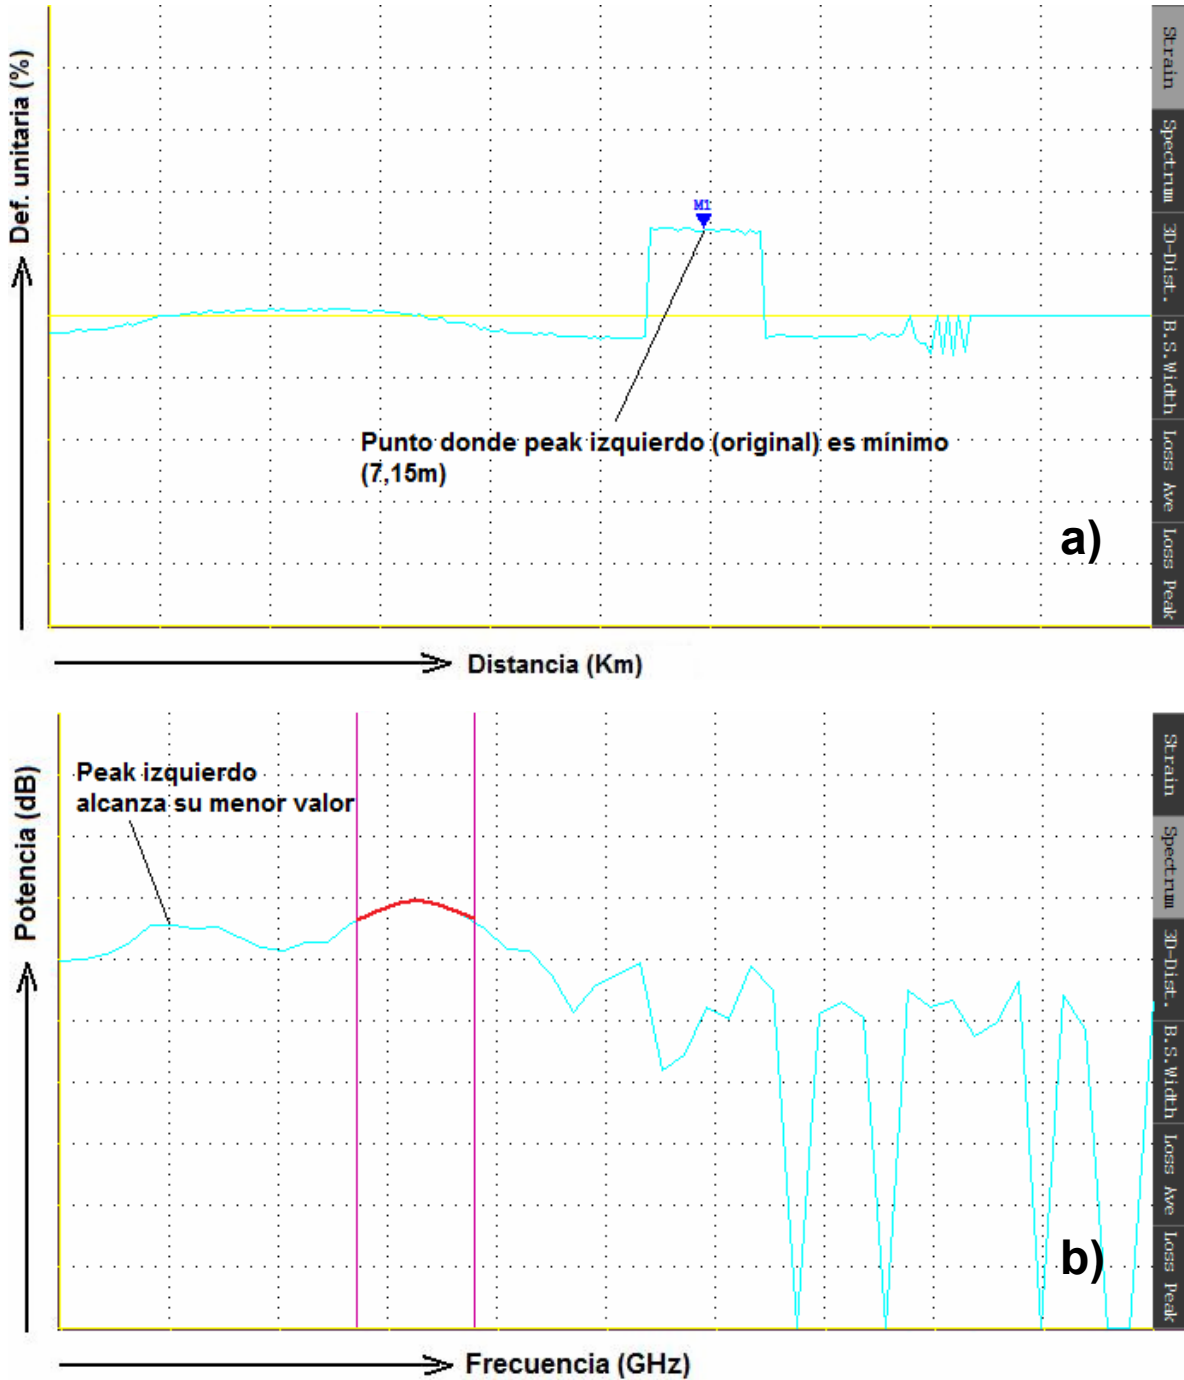 Def. unitaria (%)
M1
Punto donde peak izquierdo (original) es mínimo
(7,15m)
a)
Distancia (Km)
Strain
Spectrum
3D-Dist.
B.S.Width
Loss Ave
Loss Peak
Potencia (dB)
Peak izquierdo
alcanza su menor valor
b)
Frecuencia (GHz)
Strain
Spectrum
3D-Dist.
B.S.Width
Loss Ave
Loss Peak